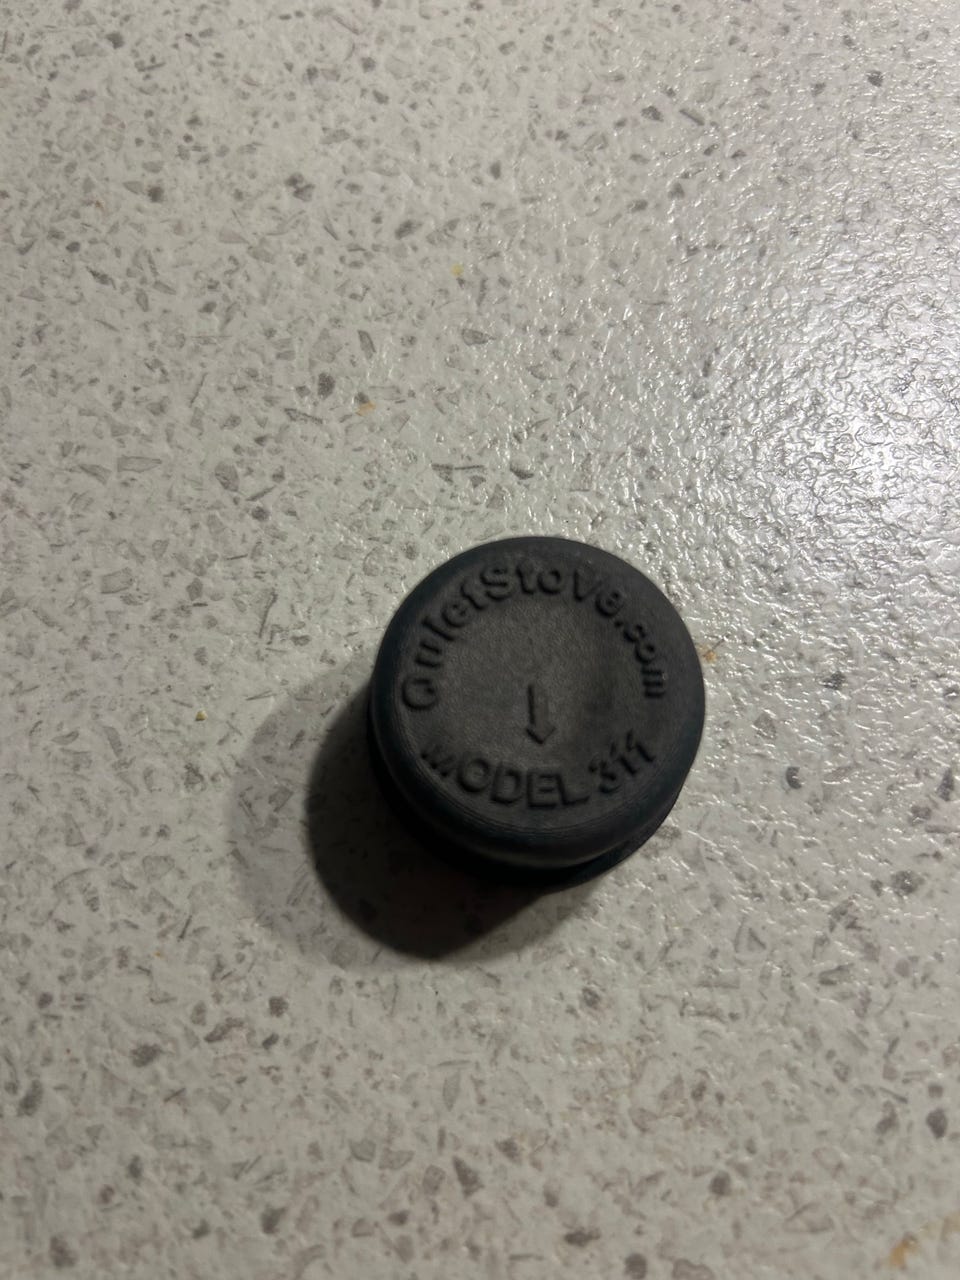 QuietStove.com
↓
MODEL 311